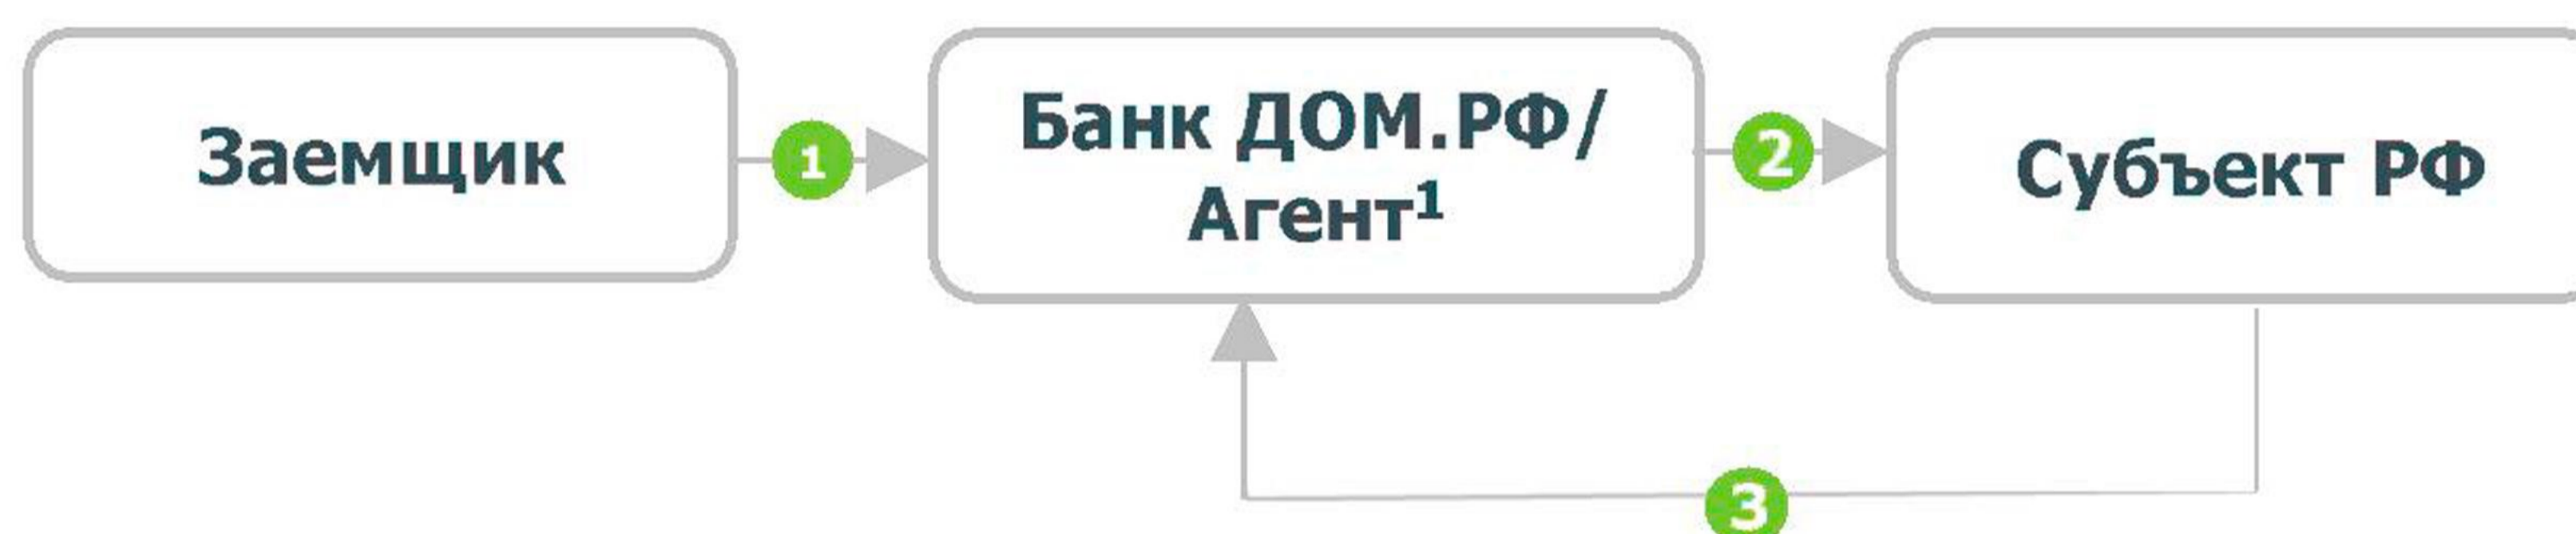 Заемщик
1
Банк ДОМ.РФ/
Агент¹
2
Субъект РФ
3